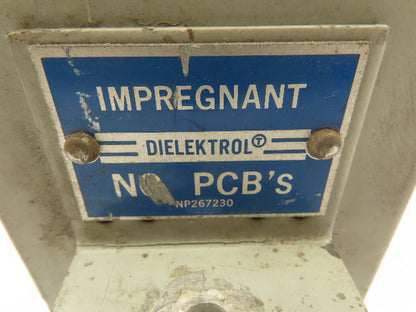 IMPREGNANT
DIELEKTROL Ⓣ
NO PCB'S
NP267230